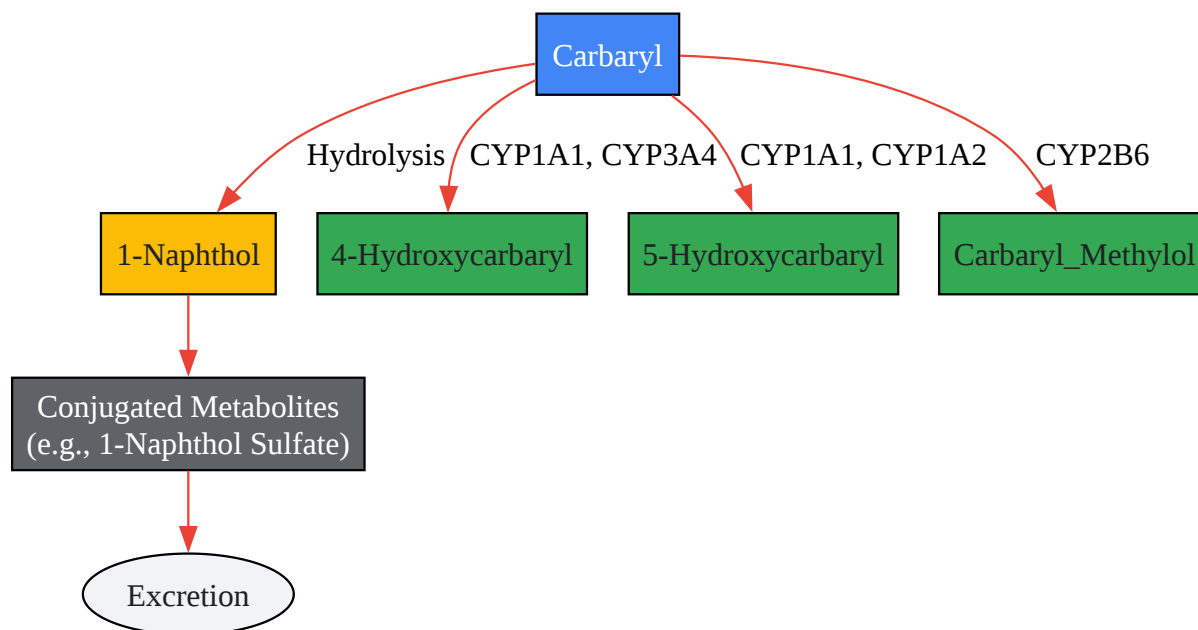 Carbaryl
Hydrolysis
CYP1A1, CYP3A4
CYP1A1, CYP1A2
CYP2B6
1-Naphthol
4-Hydroxycarbaryl
5-Hydroxycarbaryl
Carbaryl_Methylol
Conjugated Metabolites
(e.g., 1-Naphthol Sulfate)
Excretion